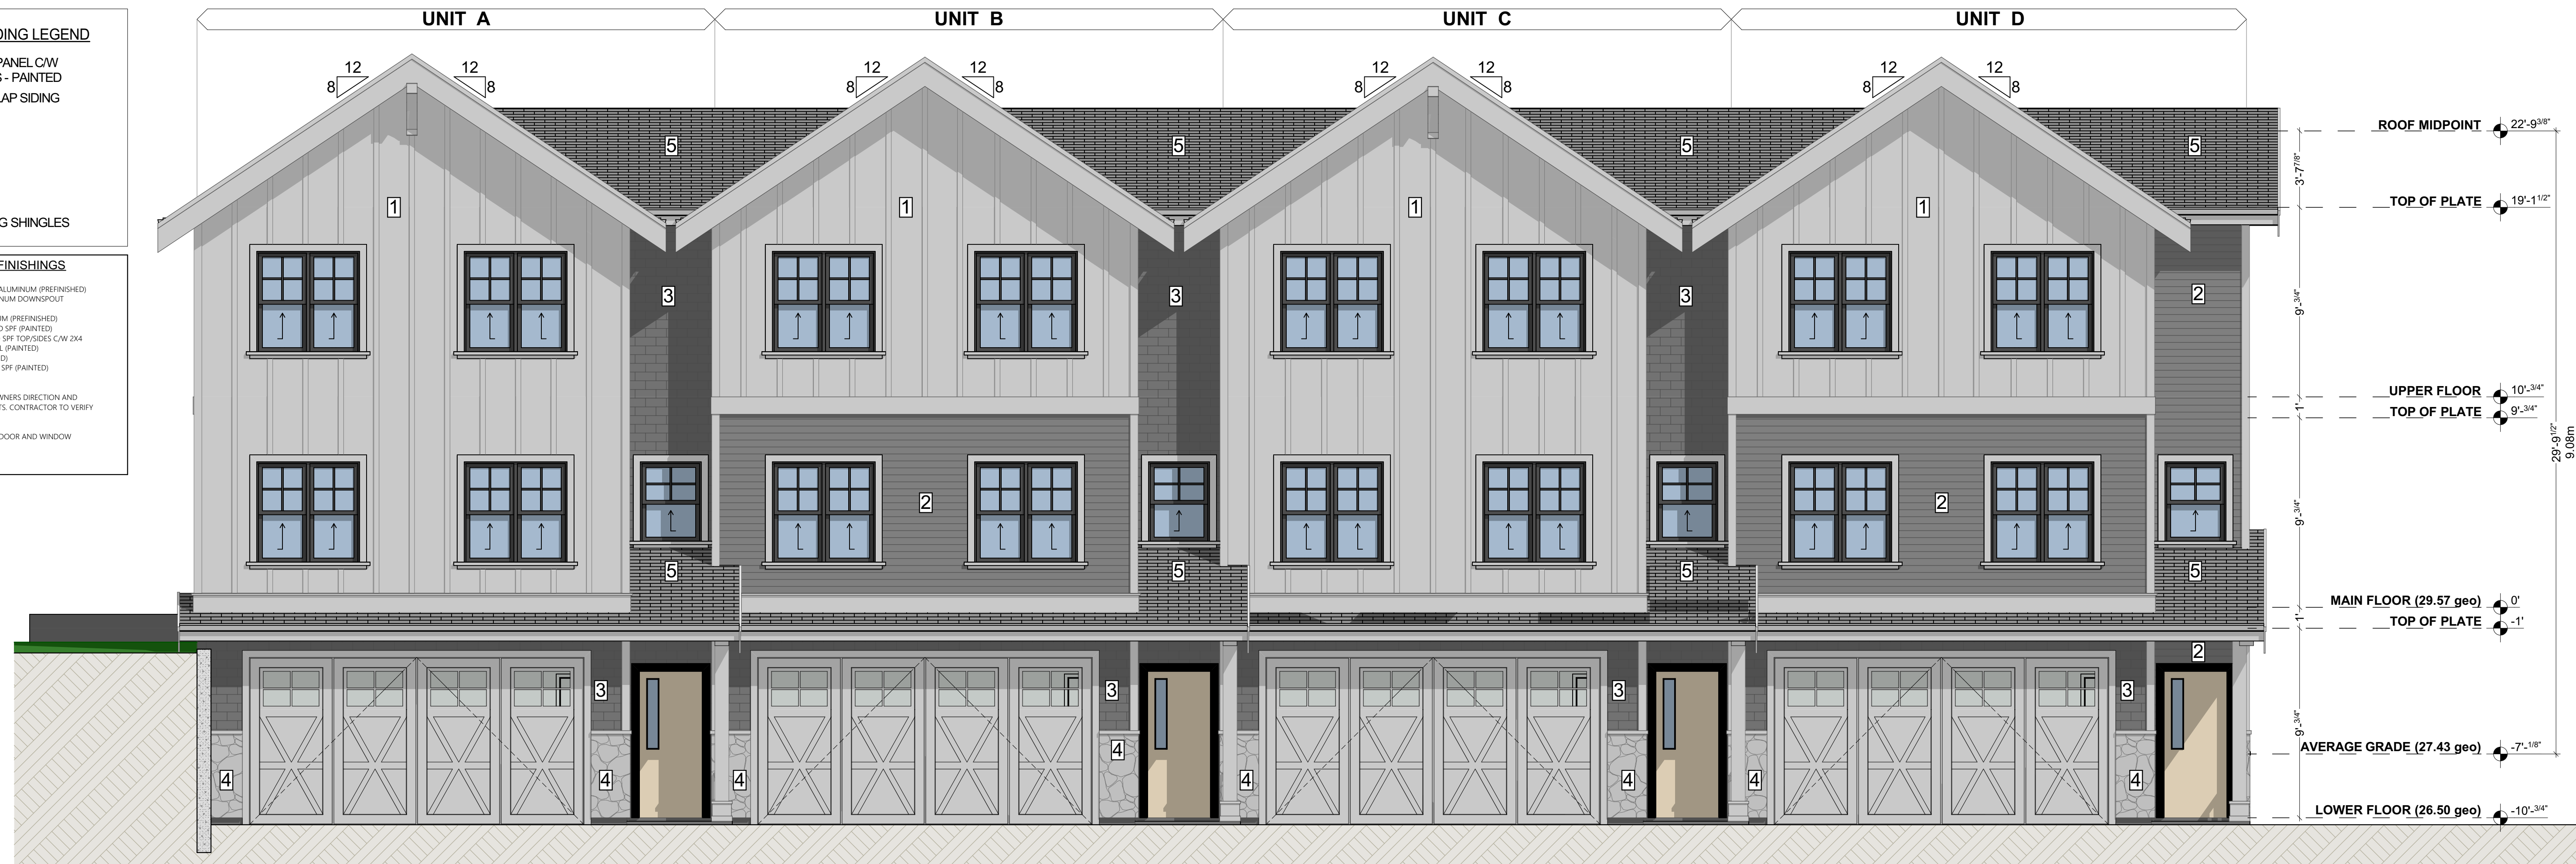 UNIT A
UNIT B
UNIT C
UNIT D
DING LEGEND
PANEL C/W
S - PAINTED
LAP SIDING
G SHINGLES
FINISHINGS
ALUMINUM (PREFINISHED)
NUM DOWNSPOUT
UM (PREFINISHED)
D SPF (PAINTED)
SPF TOP/SIDES C/W 2X4
L (PAINTED)
ED)
SPF (PAINTED)
WNERS DIRECTION AND
TS. CONTRACTOR TO VERIFY
DOOR AND WINDOW
12 12 12 12 12 12 12 12
8 8 8 8 8 8 8 8
5 5 5 5
1 1 1 1
3 3 3 2
2 2
5 5 5 5
2
3 3 3 3
4
4 4 4 4 4 4 4
ROOF MIDPOINT 22'-9 3/8"
3'-7 7/8"
TOP OF PLATE 19'-1 1/2"
9'-3/4"
UPPER FLOOR 10'-3/4"
1'
TOP OF PLATE 9'-3/4"
29'-9 1/2"
9.08m
9'-3/4"
MAIN FLOOR (29.57 geo) 0'
1'
TOP OF PLATE -1'
9'-3/4"
AVERAGE GRADE (27.43 geo) -7'-1/8"
LOWER FLOOR (26.50 geo) -10'-3/4"